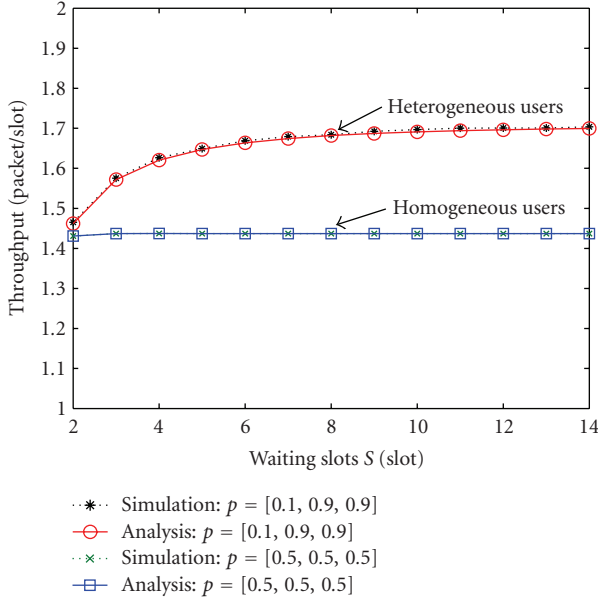 2
1.9
1.8
1.7
1.6
1.5
1.4
1.3
1.2
1.1
1
Throughput (packet/slot)
Heterogeneous users
Homogeneous users
2 4 6 8 10 12 14
Waiting slots S (slot)
Simulation: p = [0.1, 0.9, 0.9]
Analysis: p = [0.1, 0.9, 0.9]
Simulation: p = [0.5, 0.5, 0.5]
Analysis: p = [0.5, 0.5, 0.5]